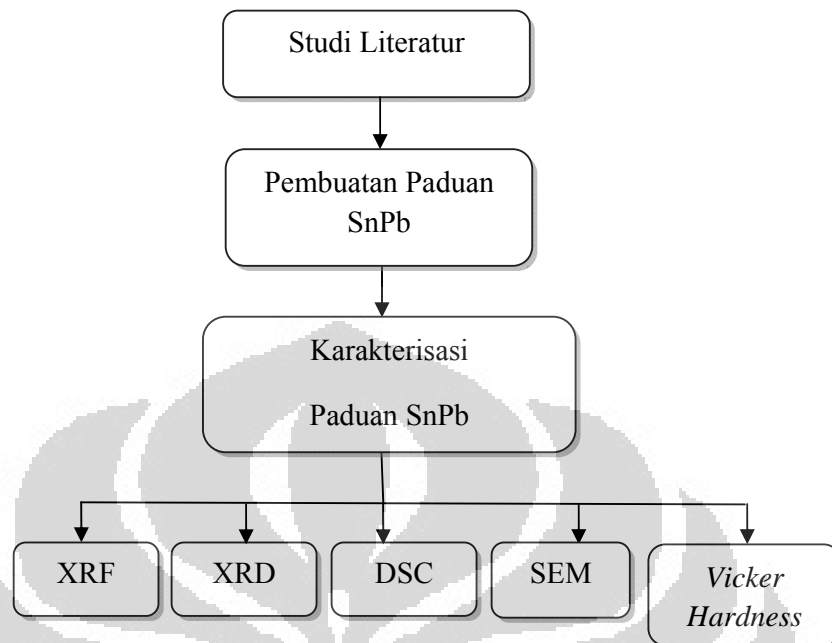 Studi Literatur
Pembuatan Paduan
SnPb
Karakterisasi
Paduan SnPb
XRF
XRD
DSC
SEM
Vicker
Hardness